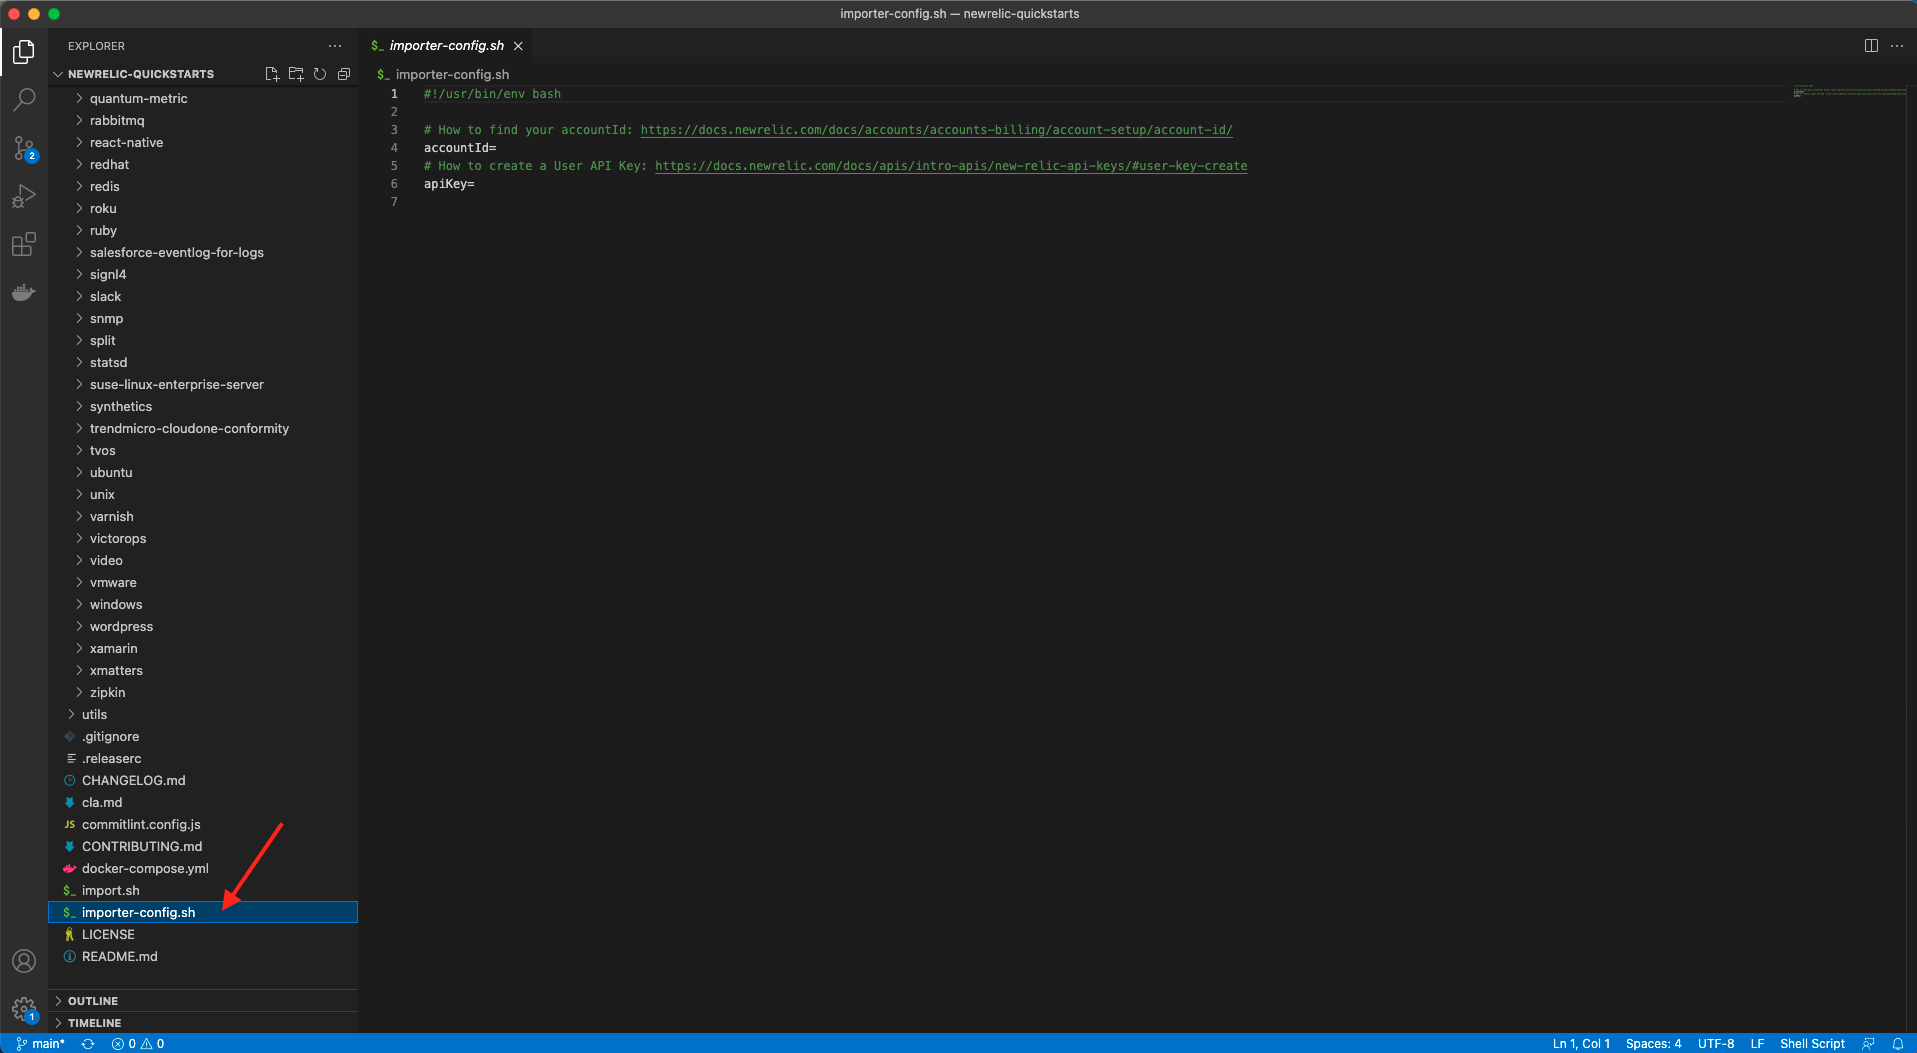 importer-config.sh — newrelic-quickstarts
EXPLORER
NEWRELIC-QUICKSTARTS
quantum-metric
rabbitmq
react-native
redhat
redis
roku
ruby
salesforce-eventlog-for-logs
signl4
slack
snmp
split
statsd
suse-linux-enterprise-server
synthetics
trendmicro-cloudone-conformity
tvos
ubuntu
unix
varnish
victorops
video
vmware
windows
wordpress
xamarin
xmatters
zipkin
utils
.gitignore
.releaserc
CHANGELOG.md
cla.md
JS commitlint.config.js
CONTRIBUTING.md
docker-compose.yml
$_ import.sh
$_ importer-config.sh
LICENSE
README.md
OUTLINE
TIMELINE
2
1
$_ importer-config.sh
$_ importer-config.sh
1 #!/usr/bin/env bash
2
3 # How to find your accountId: https://docs.newrelic.com/docs/accounts/accounts-billing/account-setup/account-id/
4 accountId=
5 # How to create a User API Key: https://docs.newrelic.com/docs/apis/intro-apis/new-relic-api-keys/#user-key-create
6 apiKey=
7
main* 0 0 Ln 1, Col 1 Spaces: 4 UTF-8 LF Shell Script